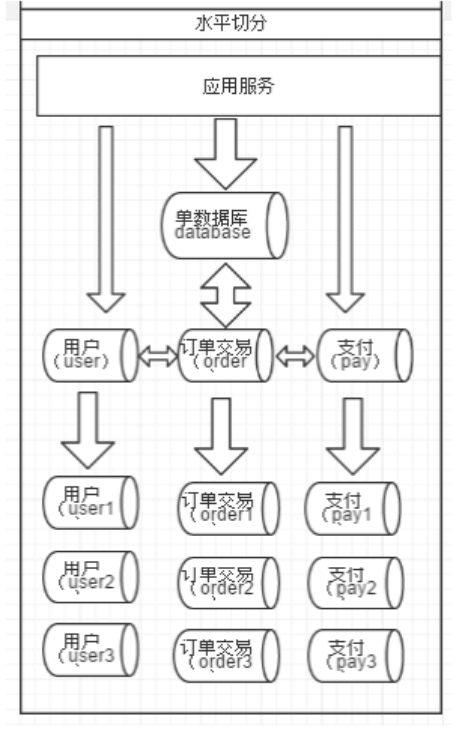 水平切分
应用服务
单数据库
database
用户
（user）
订单交易
（order
支付
（pay）
用户
（user1
订单交易
（order1
支付
（pay1
用户
（user2
订单交易
（order2
支付
（pay2
用户
（user3
订单交易
（order3
支付
（pay3